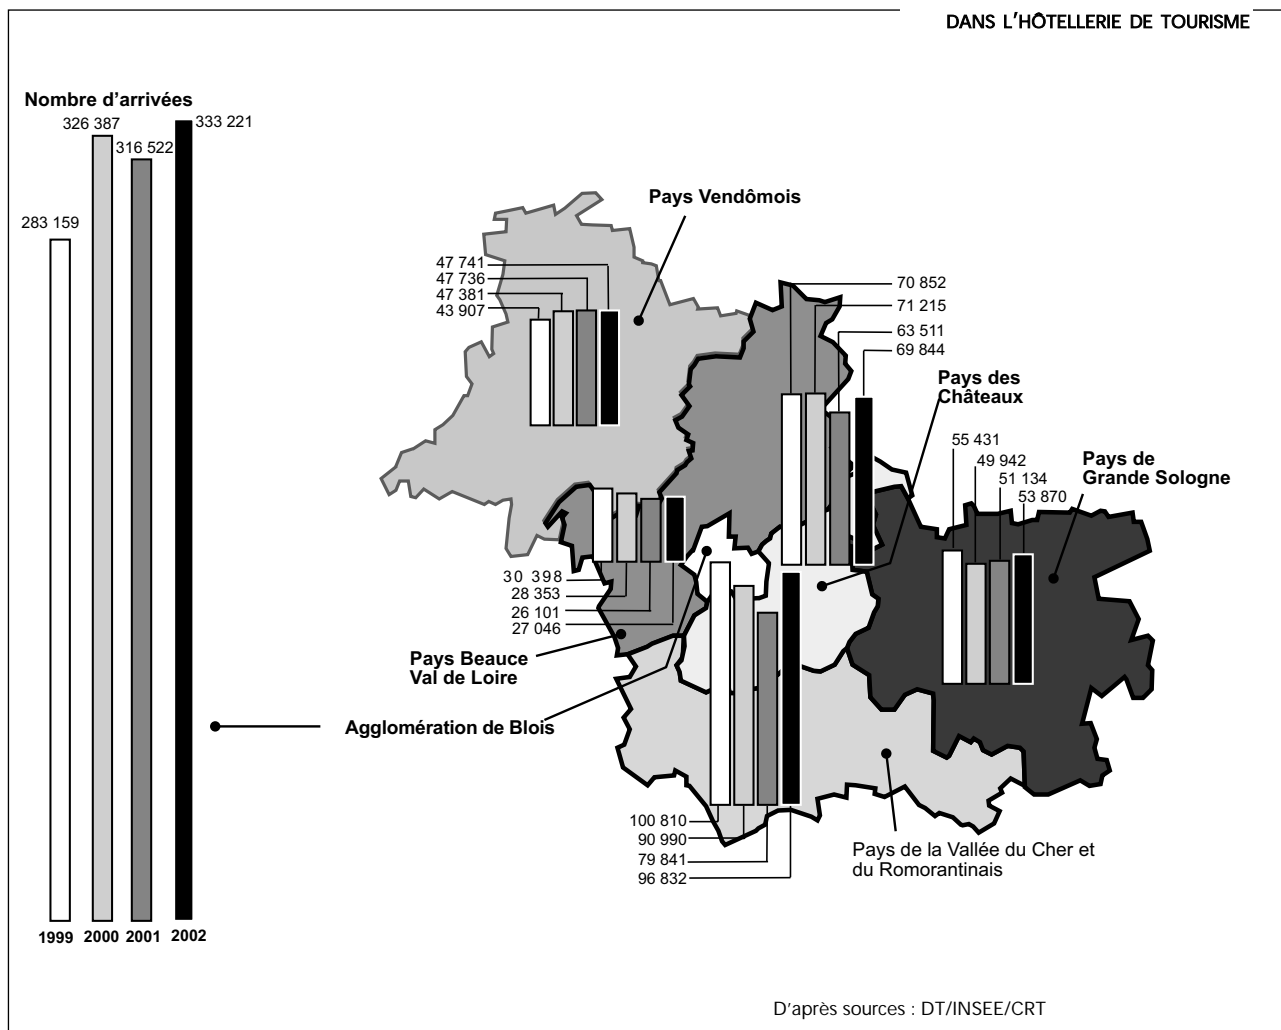 DANS L'HÔTELLERIE DE TOURISME
Nombre d'arrivées
326 387
333 221
316 522
283 159
1999 2000 2001 2002
Pays Vendômois
47 741
47 736
47 381
43 907
70 852
71 215
63 511
69 844
Pays des
Châteaux
55 431
49 942
51 134
53 870
Pays de
Grande Sologne
30 398
28 353
26 101
27 046
Pays Beauce
Val de Loire
Agglomération de Blois
100 810
90 990
79 841
96 832
Pays de la Vallée du Cher et
du Romorantinais
D'après sources : DT/INSEE/CRT